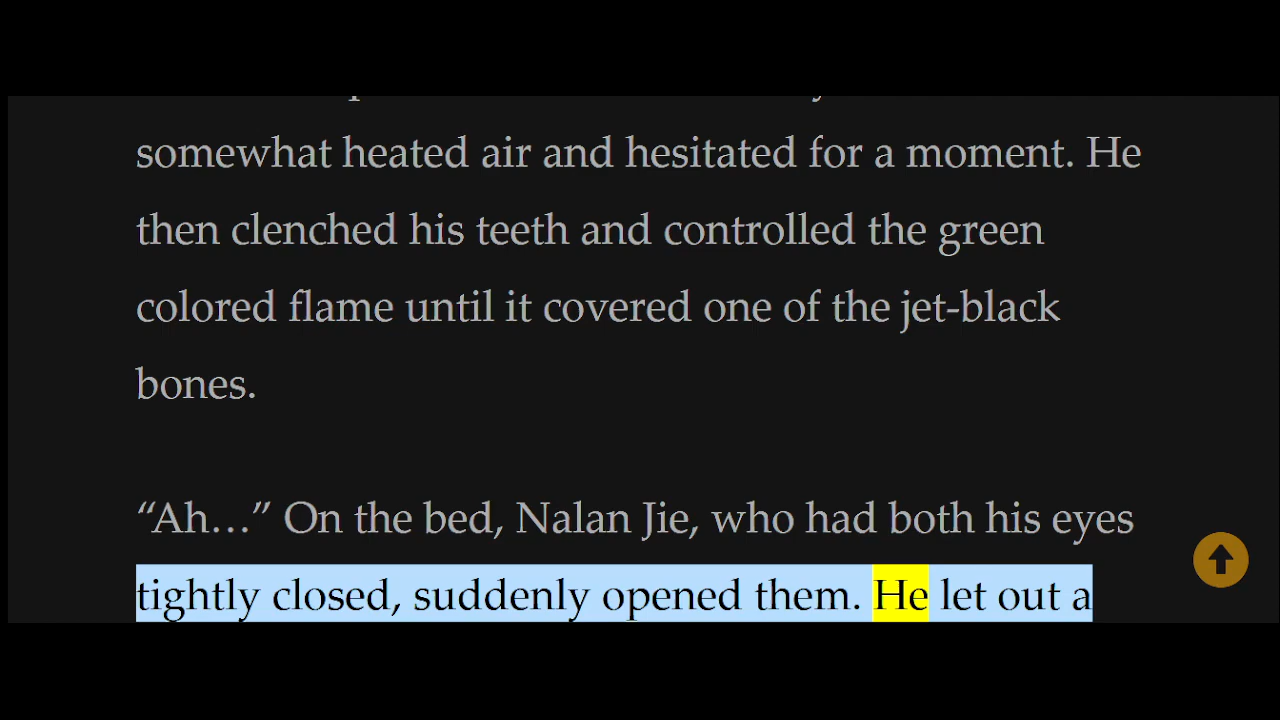 somewhat heated air and hesitated for a moment. He
then clenched his teeth and controlled the green
colored flame until it covered one of the jet-black
bones.
“Ah…” On the bed, Nalan Jie, who had both his eyes
tightly closed, suddenly opened them. He let out a